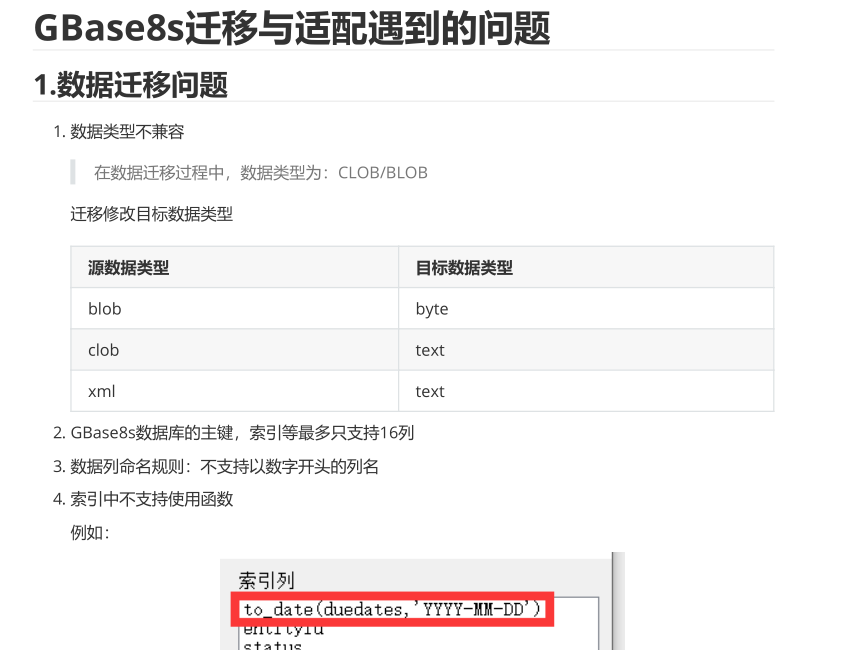 GBase8s迁移与适配遇到的问题
1.数据迁移问题
1. 数据类型不兼容
在数据迁移过程中，数据类型为：CLOB/BLOB
迁移修改目标数据类型
源数据类型 目标数据类型
blob byte
clob text
xml text
2. GBase8s数据库的主键，索引等最多只支持16列
3. 数据列命名规则：不支持以数字开头的列名
4. 索引中不支持使用函数
例如：
索引列
to_date(duedates,'YYYY-MM-DD')
entityid
status